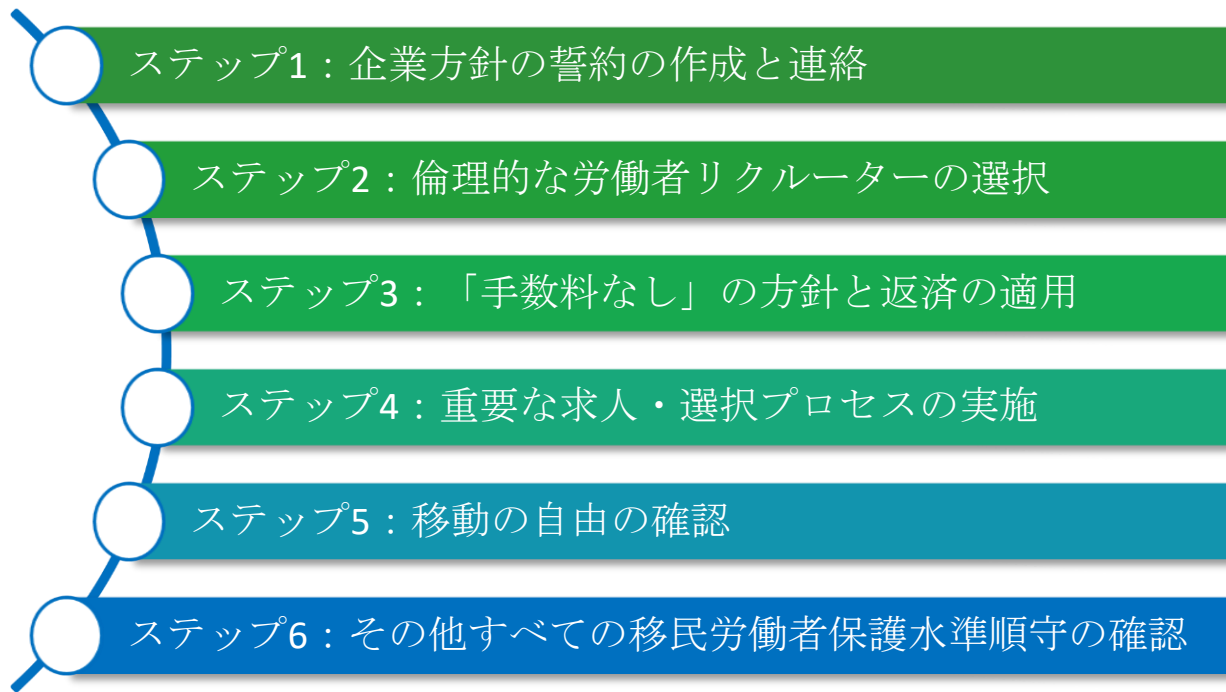 ステップ1：企業方針の誓約の作成と連絡
ステップ2：倫理的な労働者リクルーターの選択
ステップ3：「手数料なし」の方針と返済の適用
ステップ4：重要な求人・選択プロセスの実施
ステップ5：移動の自由の確認
ステップ6：その他すべての移民労働者保護水準順守の確認